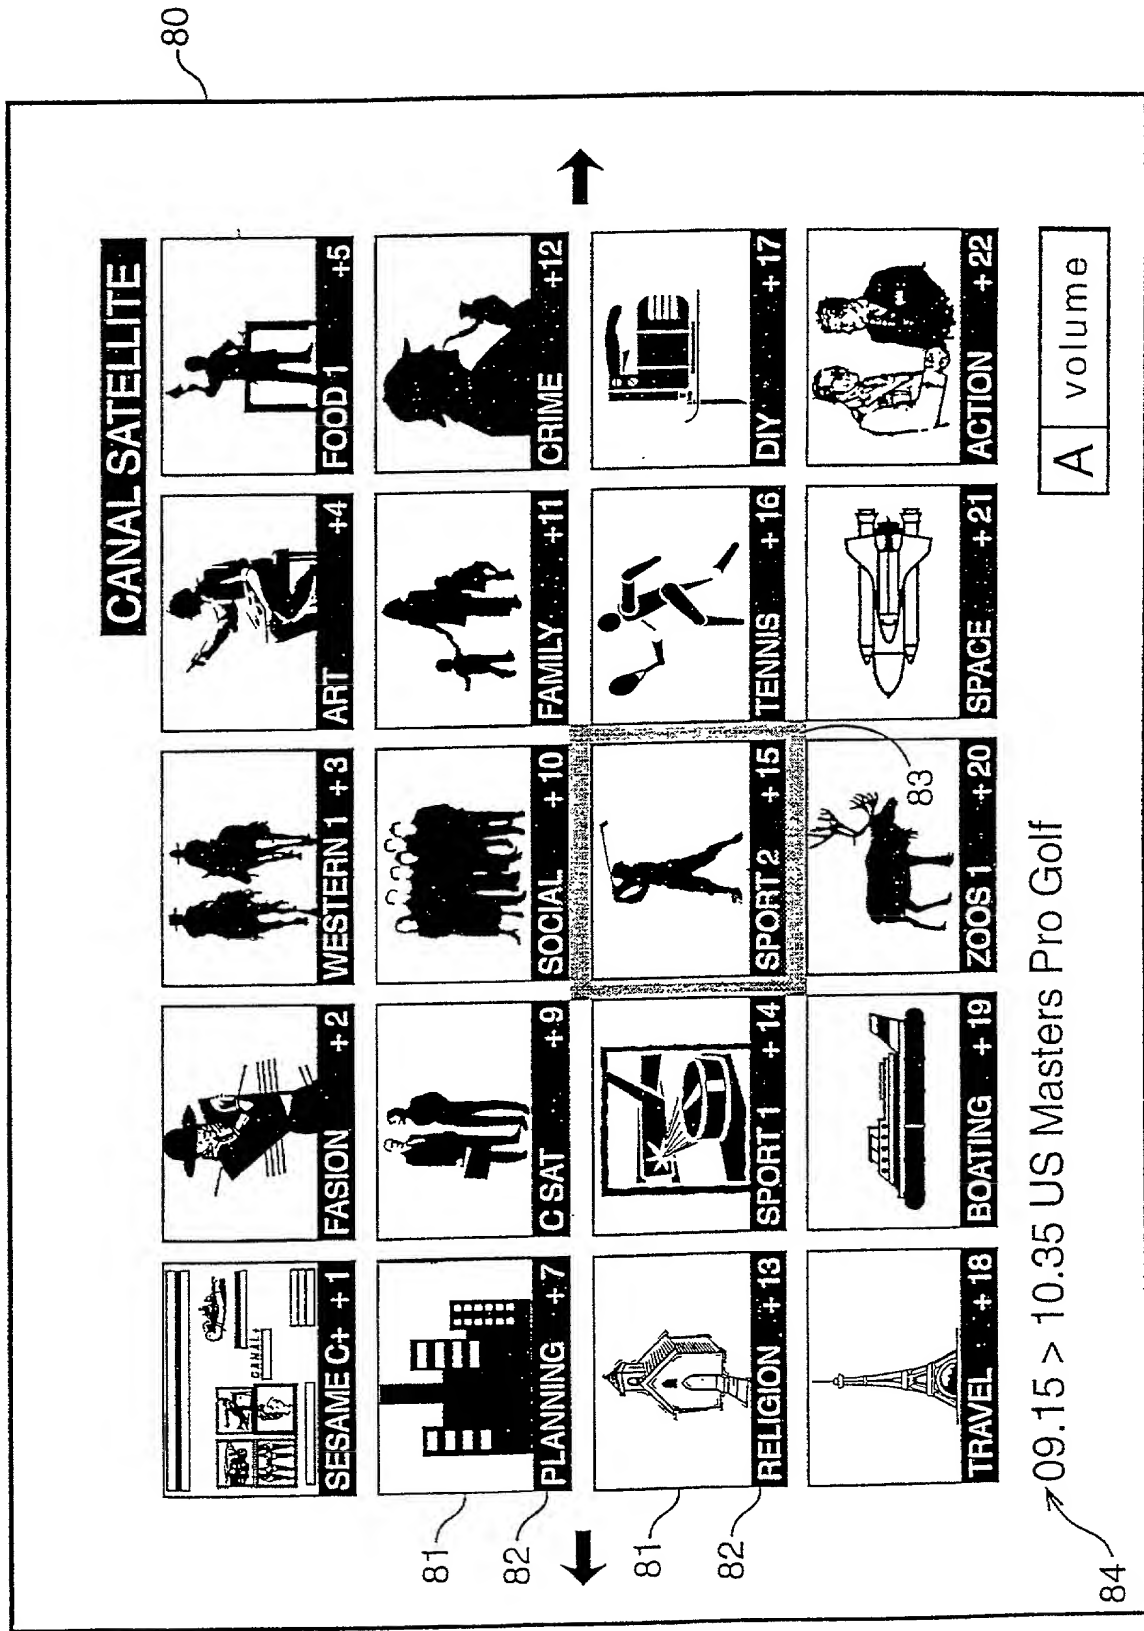 80
CANAL SATELLITE
SESAME C+ +1
FASION +2
WESTERN 1 +3
ART +4
FOOD 1 +5
CANAL+
81
82
PLANNING +7
C SAT +9
SOCIAL +10
FAMILY +11
CRIME +12
81
82
RELIGION +13
SPORT 1 +14
SPORT 2 +15
TENNIS +16
DIY +17
83
TRAVEL +18
BOATING +19
ZOOS 1 +20
SPACE +21
ACTION +22
84
09.15 > 10.35 US Masters Pro Golf
A volume